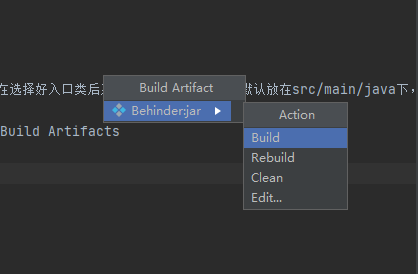 在选择好入口类后
默认放在src/main/java下，
Build Artifact
Behinder:jar
Action
Build Artifacts
Build
Rebuild
Clean
Edit...